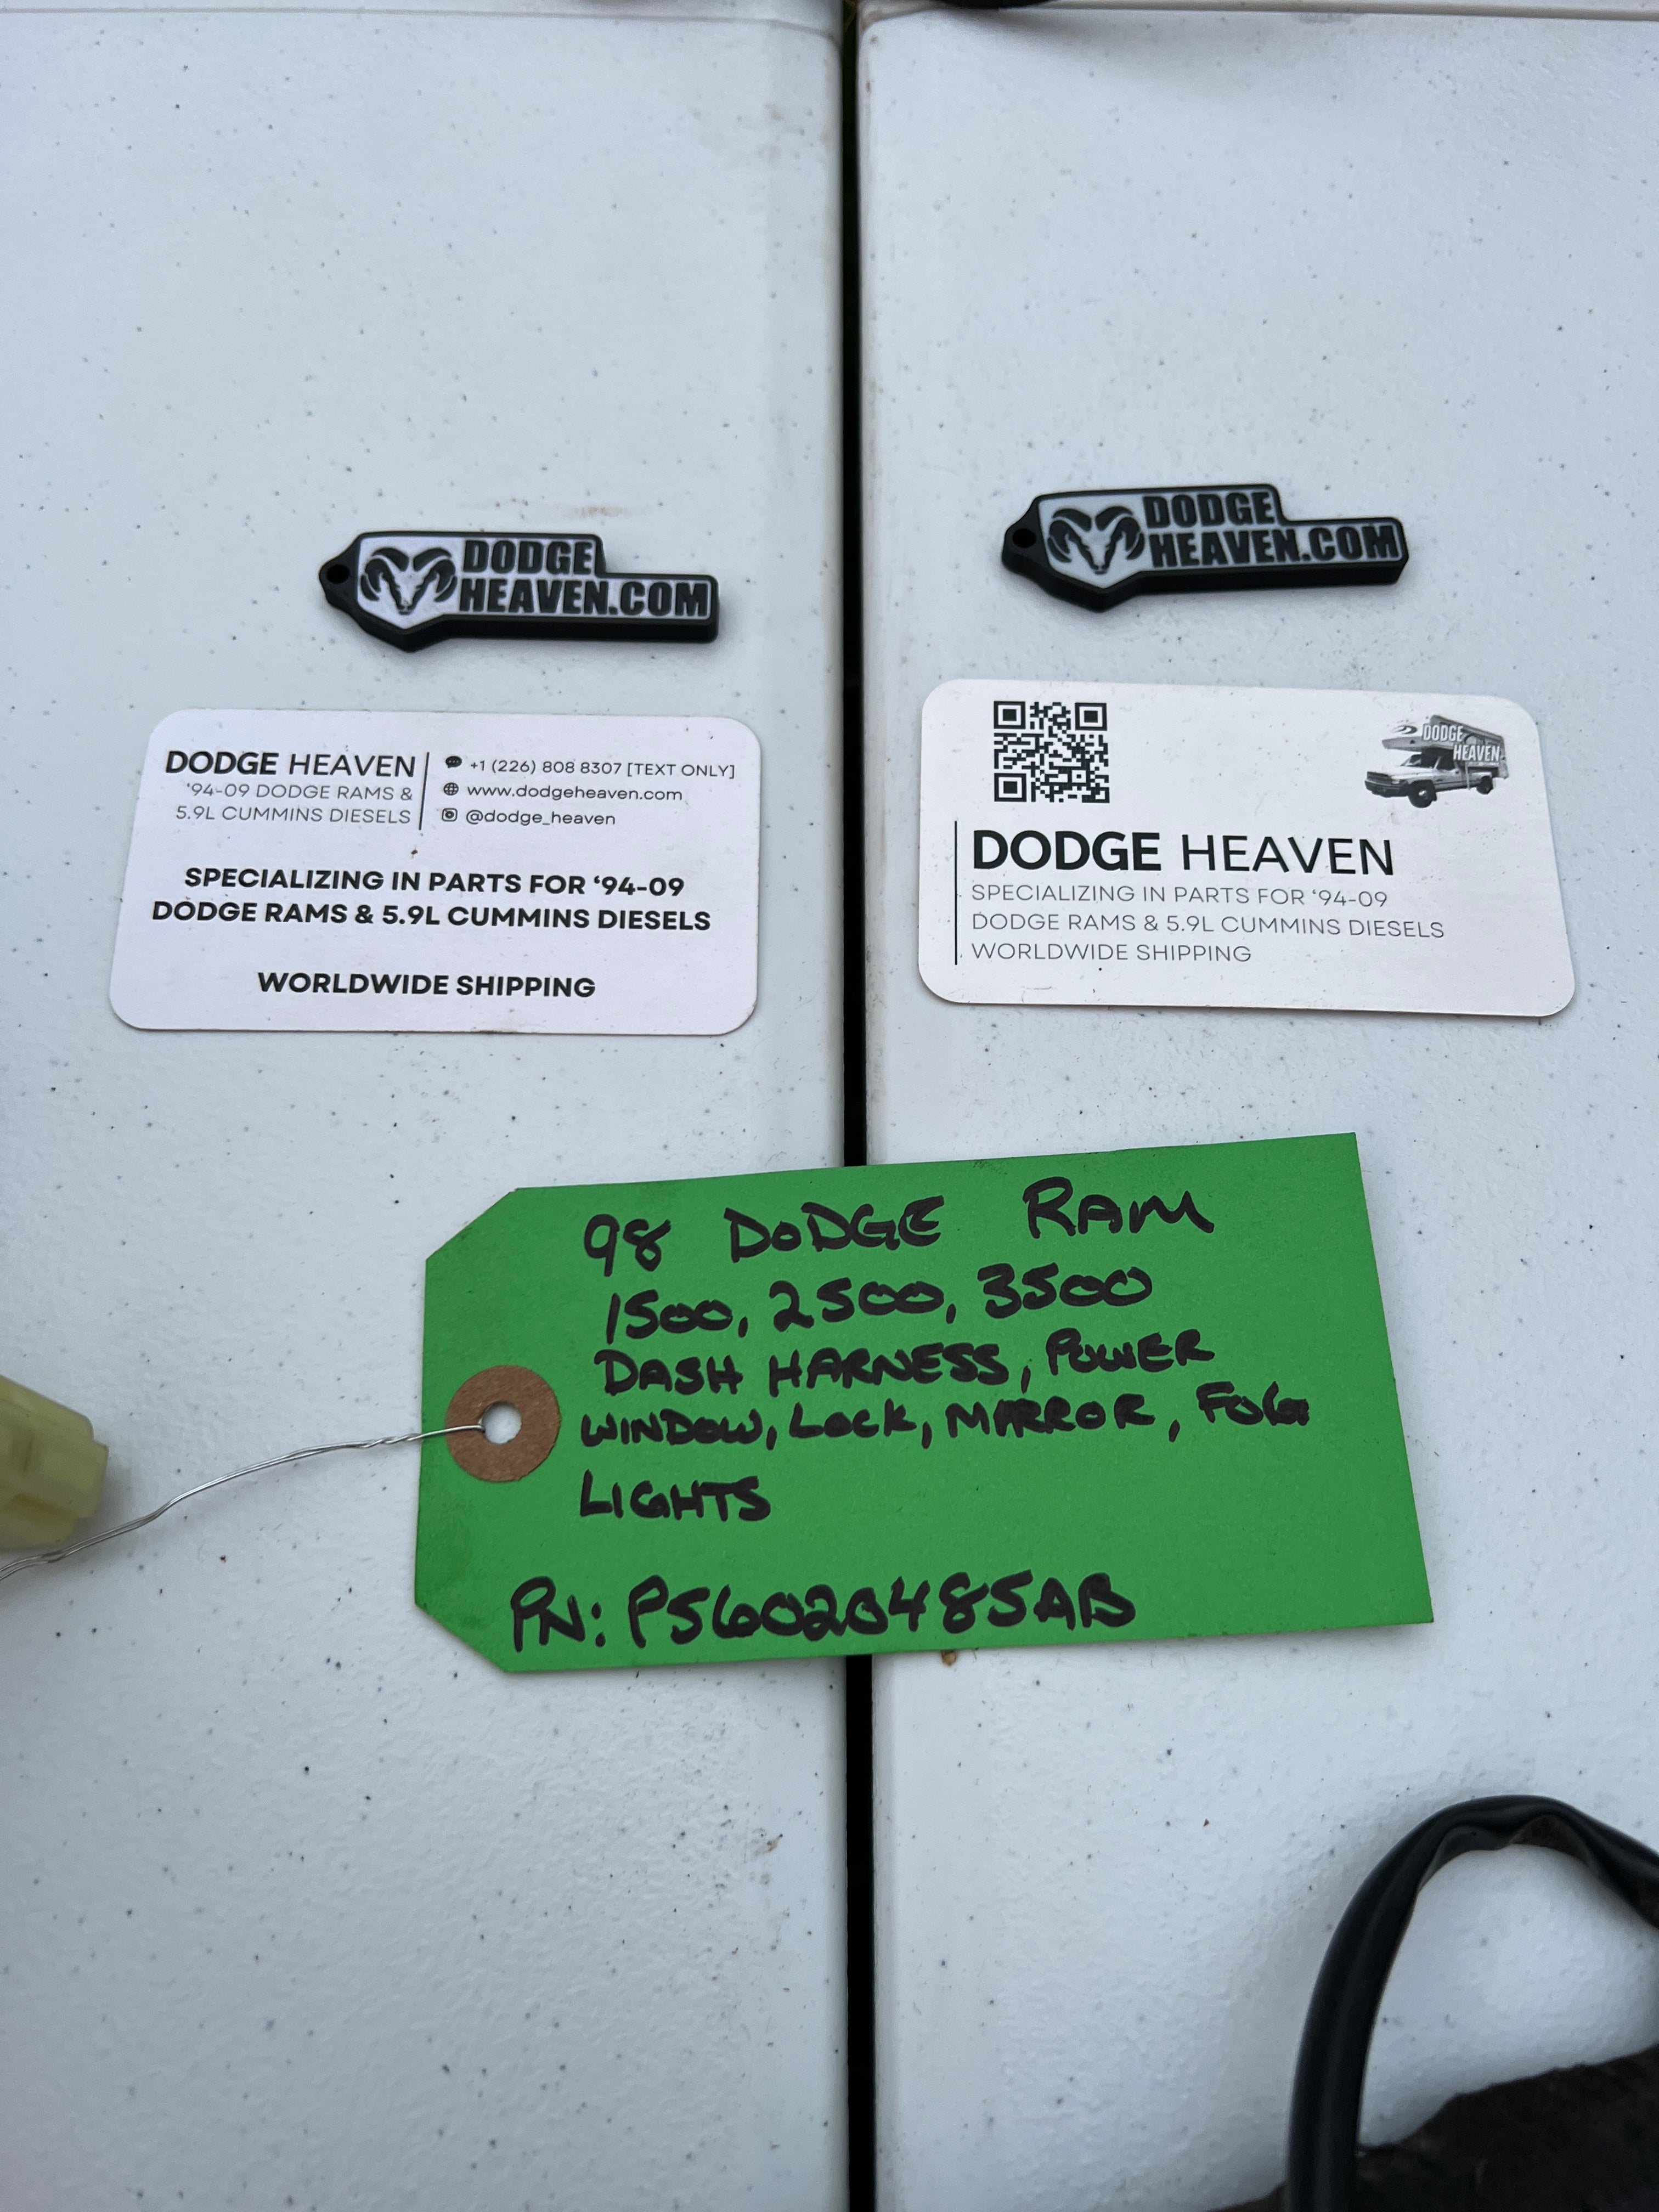 DODGE
HEAVEN.COM
DODGE
HEAVEN.COM
DODGE HEAVEN
'94-09 DODGE RAMS &
5.9L CUMMINS DIESELS
+1 (226) 808 8307 [TEXT ONLY]
www.dodgeheaven.com
@dodge_heaven
SPECIALIZING IN PARTS FOR ‘94-09
DODGE RAMS & 5.9L CUMMINS DIESELS
WORLDWIDE SHIPPING
DODGE
HEAVEN
DODGE HEAVEN
SPECIALIZING IN PARTS FOR ‘94-09
DODGE RAMS & 5.9L CUMMINS DIESELS
WORLDWIDE SHIPPING
98 DODGE RAM
1500, 2500, 3500
DASH HARNESS, POWER
WINDOW, LOCK, MIRROR, FOG
LIGHTS
PN: P56020485AB